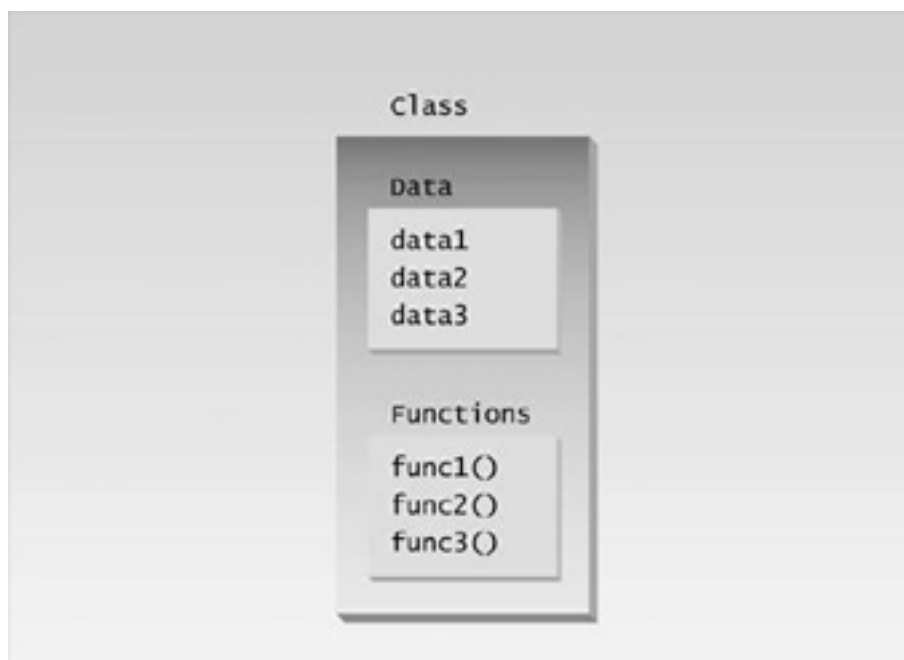 Class
Data
data1
data2
data3
Functions
func1()
func2()
func3()